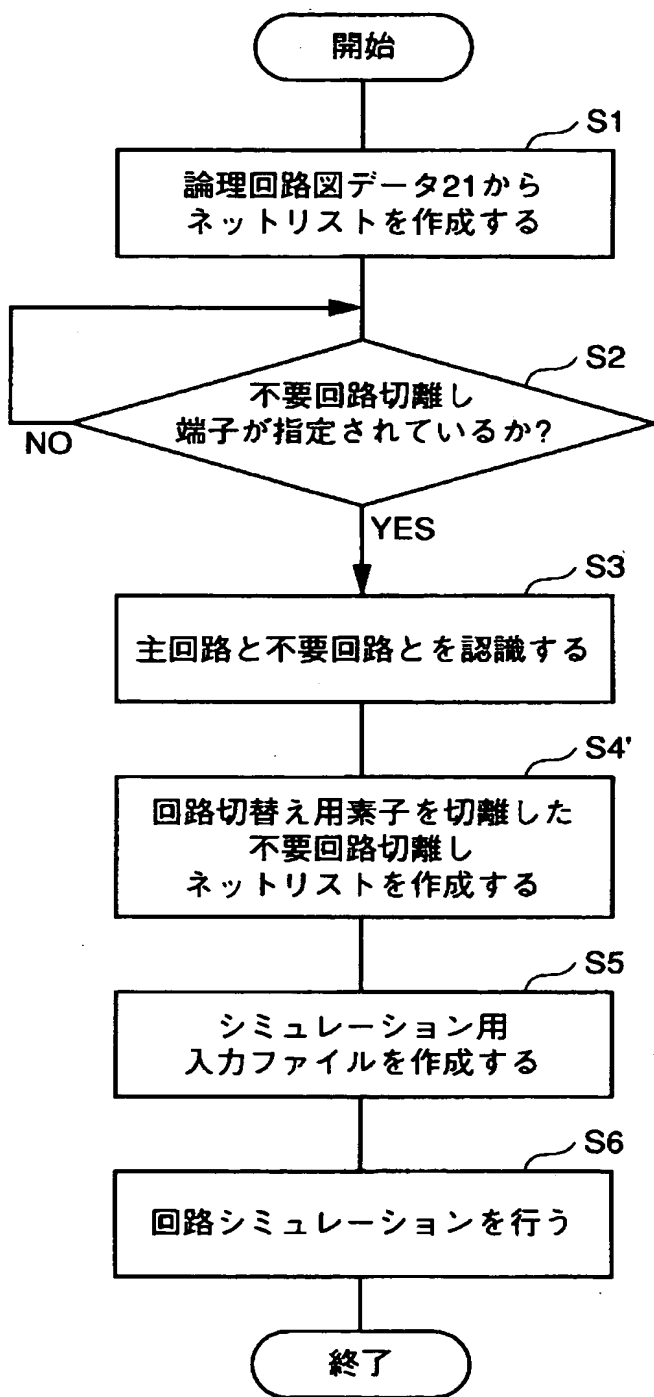 開始
S1
論理回路図データ21から
ネットリストを作成する
S2
不要回路切離し
端子が指定されているか?
NO
YES
S3
主回路と不要回路とを認識する
S4'
回路切替え用素子を切離した
不要回路切離し
ネットリストを作成する
S5
シミュレーション用
入力ファイルを作成する
S6
回路シミュレーションを行う
終了